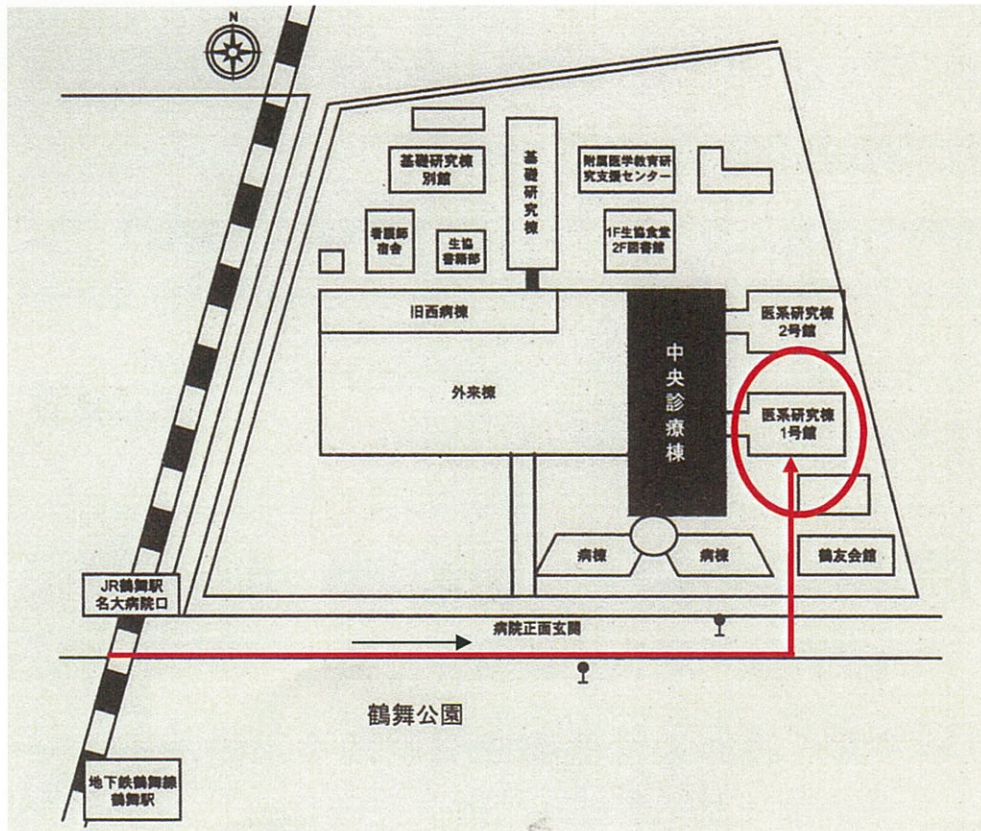 N
基礎研究棟
別館
基礎研究棟
附属医学教育研
究支援センター
看護師
宿舎
生協
書籍部
1F生協食堂
2F図書館
旧西病棟
医系研究棟
2号館
中央診療棟
外来棟
医系研究棟
1号館
病棟
病棟
鶴友会館
JR鶴舞駅
名大病院口
病院正面玄関
鶴舞公園
地下鉄鶴舞線
鶴舞駅